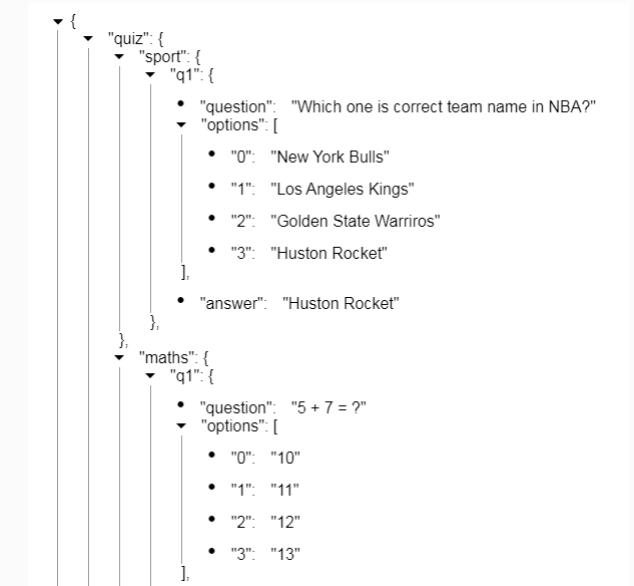 {
"quiz": {
"sport": {
"q1": {
"question": "Which one is correct team name in NBA?"
"options": [
"0": "New York Bulls"
"1": "Los Angeles Kings"
"2": "Golden State Warriros"
"3": "Huston Rocket"
],
"answer": "Huston Rocket"
},
},
"maths": {
"q1": {
"question": "5 + 7 = ?"
"options": [
"0": "10"
"1": "11"
"2": "12"
"3": "13"
],